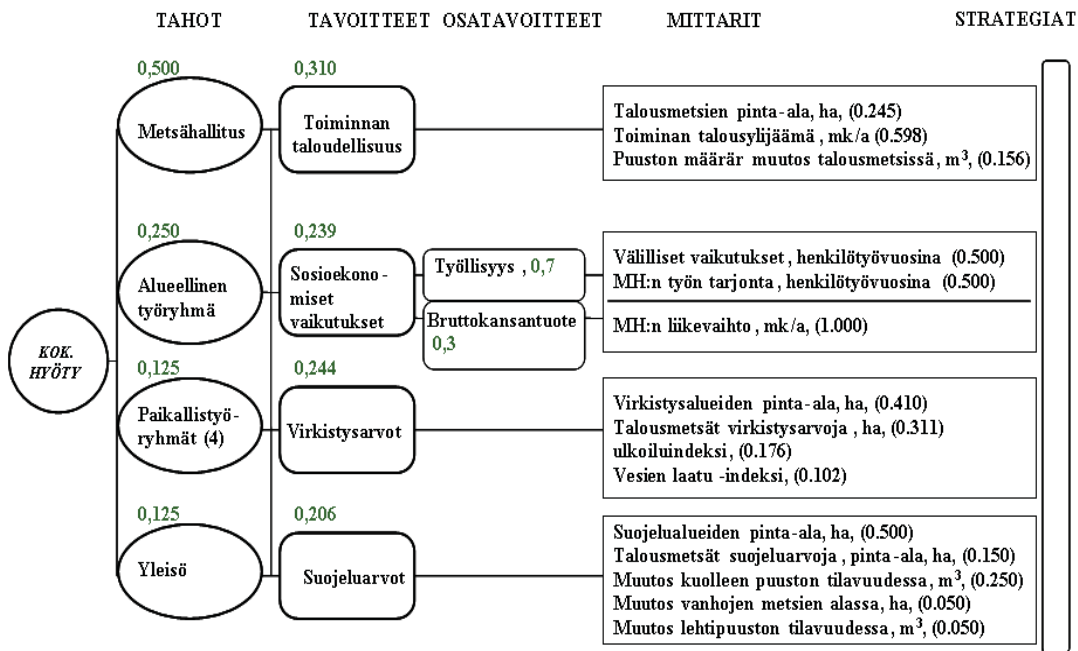 TAHOT TAVOITTEET OSATAVOITTEET MITTARIT STRATEGIAT
KOK.
HYÖTY
0,500
Metsähallitus
0,310
Toiminnan
taloudellisuus
Talousmetsien pinta-ala, ha, (0.245)
Toiminan talousylijäämä, mk/a (0.598)
Puuston määrär muutos talousmetsissä, m³, (0.156)
0,250
Alueellinen
työryhmä
0,239
Sosioekono-
miset
vaikutukset
Työllisyys, 0,7
Bruttokansantuote
0,3
Välilliset vaikutukset, henkilötyövuosina (0.500)
MH:n työn tarjonta, henkilötyövuosina (0.500)
MH:n liikevaihto, mk/a, (1.000)
0,125
Paikallistyö-
ryhmät (4)
0,244
Virkistysarvot
Virkistysalueiden pinta-ala, ha, (0.410)
Talousmetsät virkistysarvoja, ha, (0.311)
ulkoiluindeksi, (0.176)
Vesien laatu -indeksi, (0.102)
0,125
Yleisö
0,206
Suojeluarvot
Suojelualueiden pinta-ala, ha, (0.500)
Talousmetsät suojeluarvoja, pinta-ala, ha, (0.150)
Muutos kuolleen puuston tilavuudessa, m³, (0.250)
Muutos vanhojen metsien alassa, ha, (0.050)
Muutos lehtipuuston tilavuudessa, m³, (0.050)